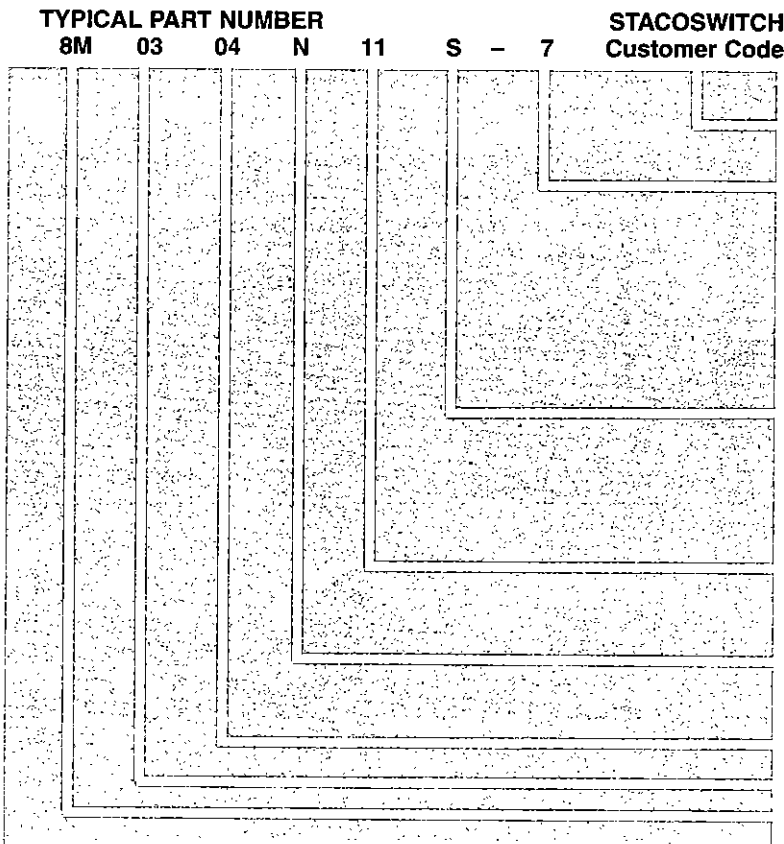 TYPICAL PART NUMBER
STACOSWITCH
8M 03 04 N 11 S – 7 Customer Code